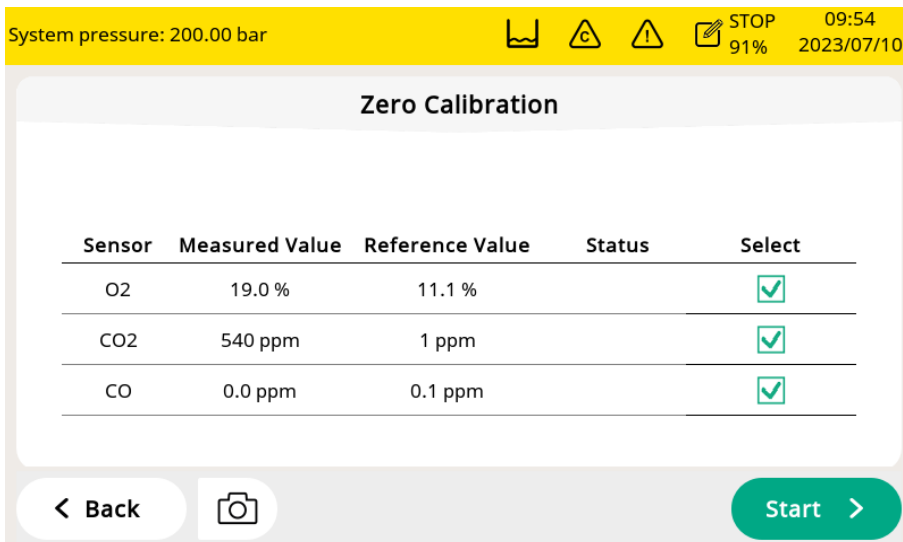 System pressure: 200.00 bar
C
!
STOP
91%
09:54
2023/07/10
Zero Calibration
Sensor Measured Value Reference Value Status Select
O2 19.0 % 11.1 %
CO2 540 ppm 1 ppm
CO 0.0 ppm 0.1 ppm
Back
Start